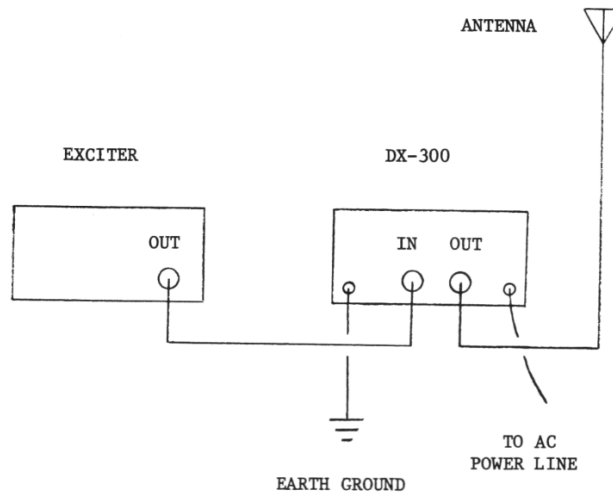 ANTENNA
EXCITER
DX-300
OUT
IN
OUT
TO AC
POWER LINE
EARTH GROUND